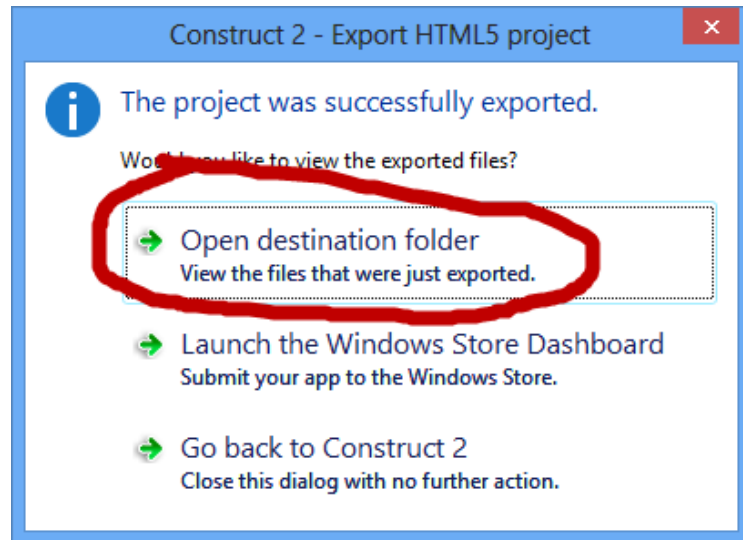 Construct 2 - Export HTML5 project
The project was successfully exported.
Would you like to view the exported files?
Open destination folder
View the files that were just exported.
Launch the Windows Store Dashboard
Submit your app to the Windows Store.
Go back to Construct 2
Close this dialog with no further action.